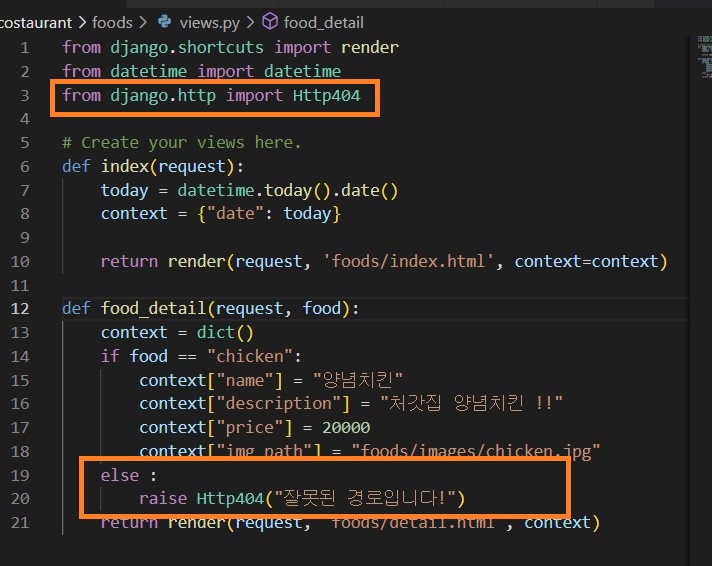 costaurant > foods > views.py > food_detail
1 from django.shortcuts import render
2 from datetime import datetime
3 from django.http import Http404
4
5 # Create your views here.
6 def index(request):
7 today = datetime.today().date()
8 context = {"date": today}
9
10 return render(request, 'foods/index.html', context=context)
11
12 def food_detail(request, food):
13 context = dict()
14 if food == "chicken":
15 context["name"] = "양념치킨"
16 context["description"] = "처갓집 양념치킨 !!"
17 context["price"] = 20000
18 context["img_path"] = "foods/images/chicken.jpg"
19 else :
20 raise Http404("잘못된 경로입니다!")
21 return render(request, 'foods/detail.html', context)